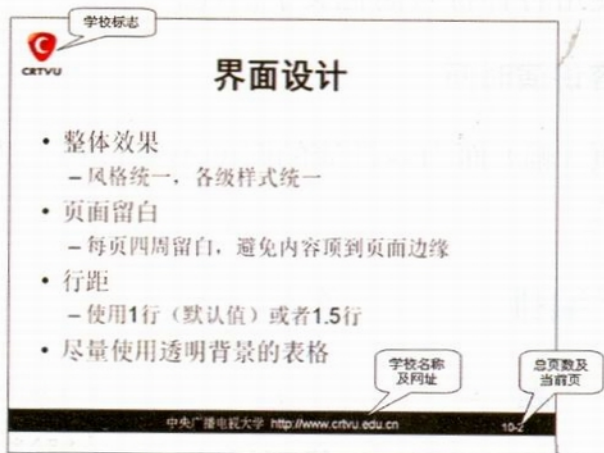 学校标志
CRTVU
界面设计
• 整体效果
– 风格统一，各级样式统一
• 页面留白
– 每页四周留白，避免内容顶到页面边缘
• 行距
– 使用1行（默认值）或者1.5行
• 尽量使用透明背景的表格
学校名称
及网址
总页数及
当前页
中央广播电视大学 http://www.crtvu.edu.cn
10-2